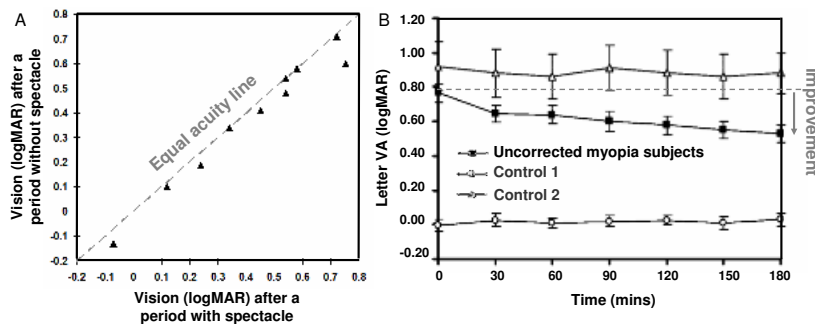 A
Vision (logMAR) after a
period without spectacle
0.8
0.7
0.6
0.5
0.4
0.3
0.2
0.1
0
-0.1
-0.2
Equal acuity line
-0.2 -0.1 0 0.1 0.2 0.3 0.4 0.5 0.6 0.7 0.8
Vision (logMAR) after a
period with spectacle
B
Letter VA (logMAR)
1.20
1.00
0.80
0.60
0.40
0.20
0.00
-0.20
Uncorrected myopia subjects
Control 1
Control 2
improvement
0 30 60 90 120 150 180
Time (mins)